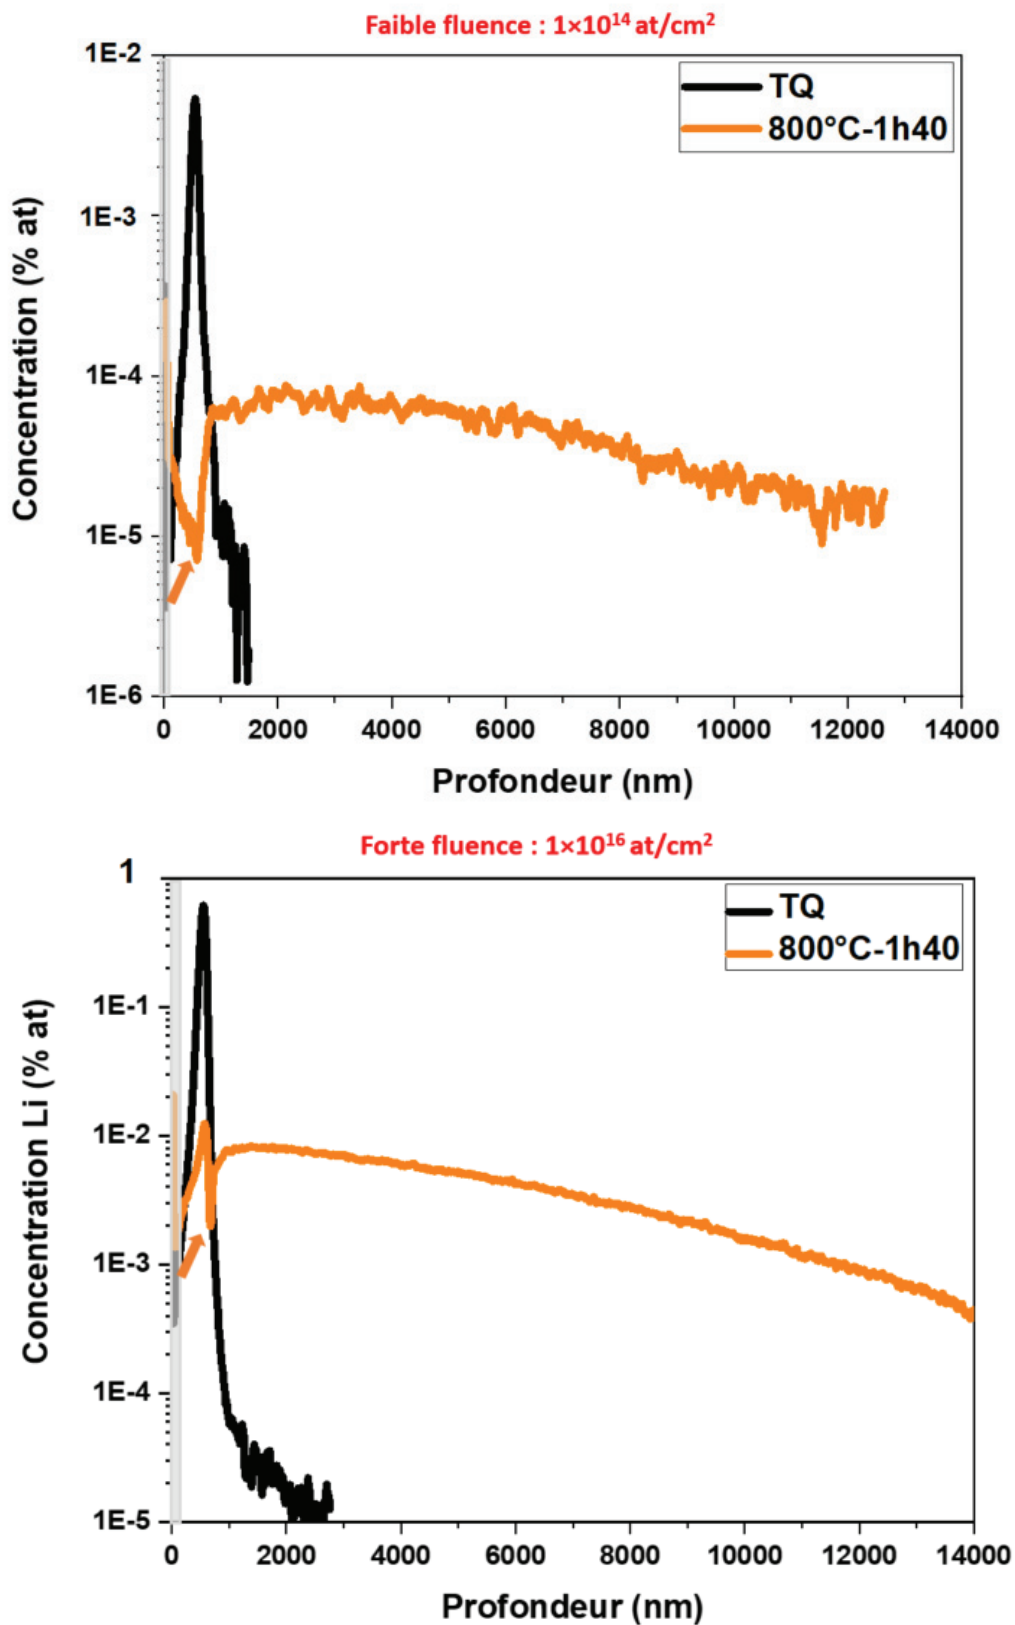 Faible fluence : 1×10¹⁴ at/cm²
1E-2
1E-3
1E-4
1E-5
1E-6
Concentration (% at)
TQ
800°C-1h40
0 2000 4000 6000 8000 10000 12000 14000
Profondeur (nm)
Forte fluence : 1×10¹⁶ at/cm²
1
1E-1
1E-2
1E-3
1E-4
1E-5
Concentration Li (% at)
TQ
800°C-1h40
0 2000 4000 6000 8000 10000 12000 14000
Profondeur (nm)